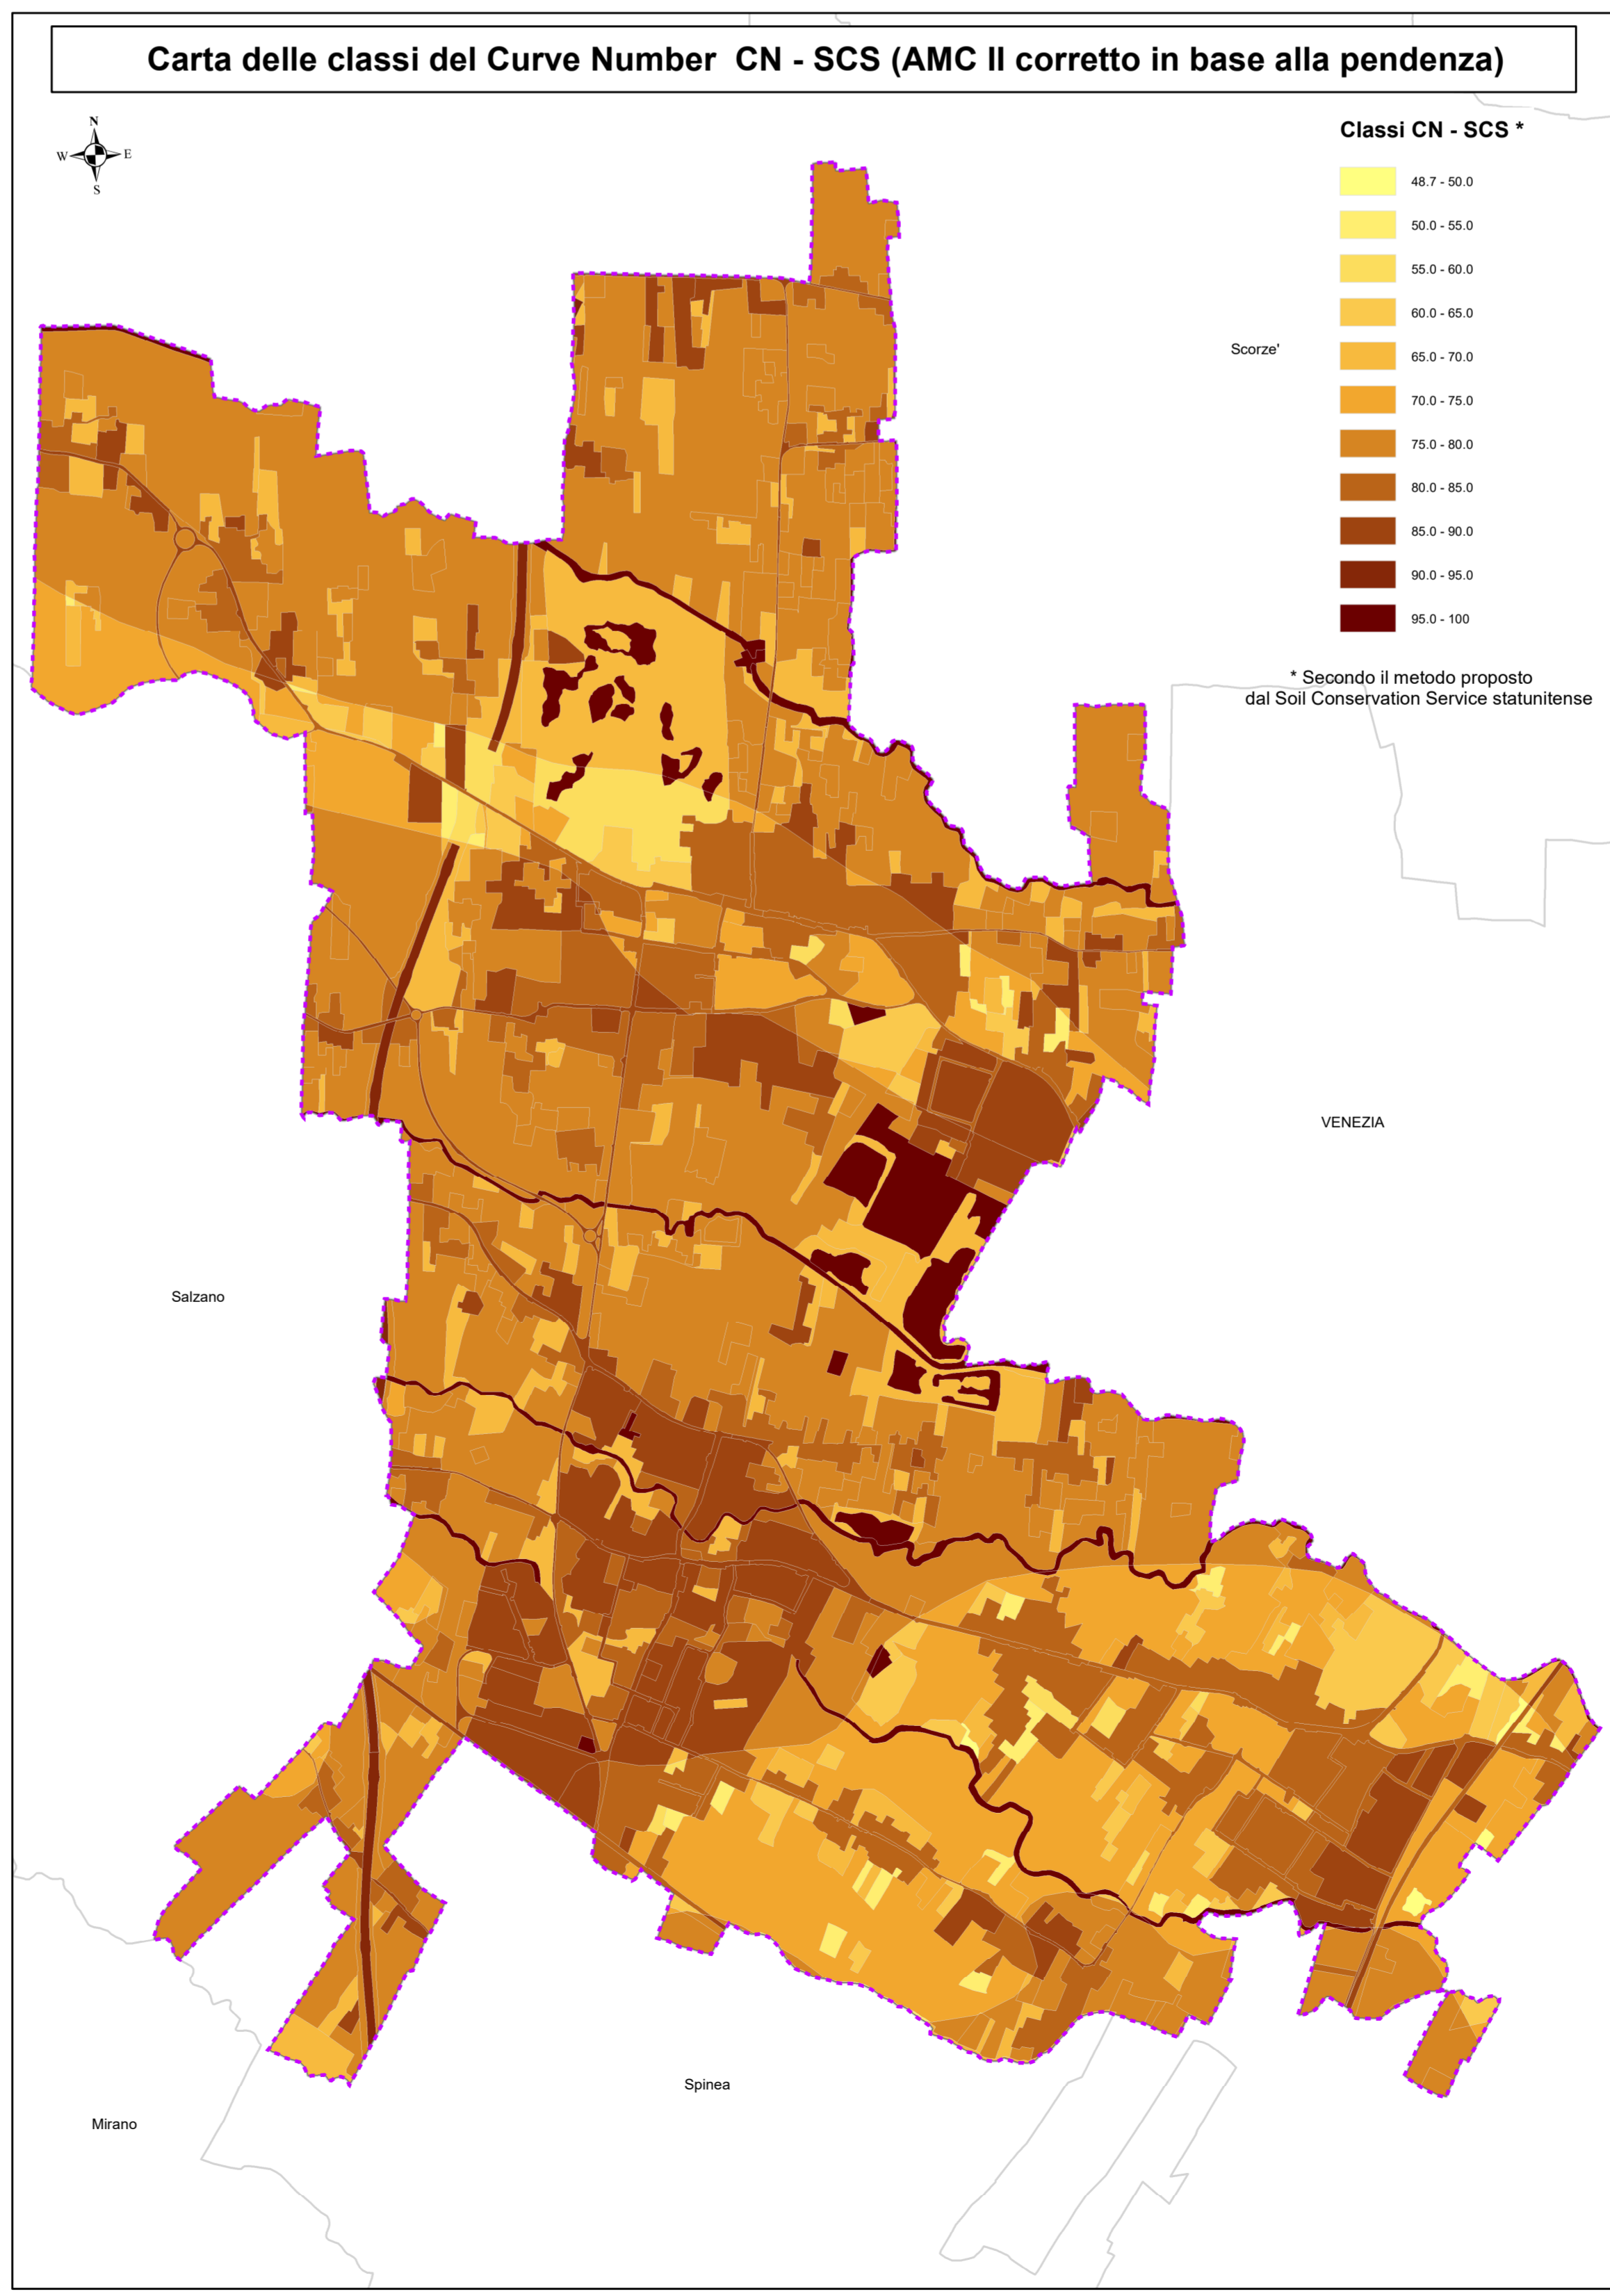 Carta delle classi del Curve Number CN - SCS (AMC II corretto in base alla pendenza)
N
W
E
S
Classi CN - SCS *
48.7 - 50.0
50.0 - 55.0
55.0 - 60.0
60.0 - 65.0
65.0 - 70.0
70.0 - 75.0
75.0 - 80.0
80.0 - 85.0
85.0 - 90.0
90.0 - 95.0
95.0 - 100
* Secondo il metodo proposto
dal Soil Conservation Service statunitense
Scorze'
VENEZIA
Salzano
Spinea
Mirano